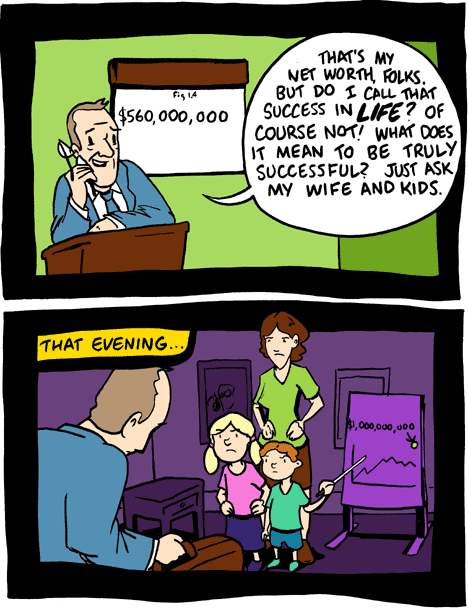 Fig 1.A
$560,000,000
THAT'S MY
NET WORTH, FOLKS.
BUT DO I CALL THAT
SUCCESS IN LIFE? OF
COURSE NOT! WHAT DOES
IT MEAN TO BE TRULY
SUCCESSFUL? JUST ASK
MY WIFE AND KIDS.
THAT EVENING...
$1,000,000,000